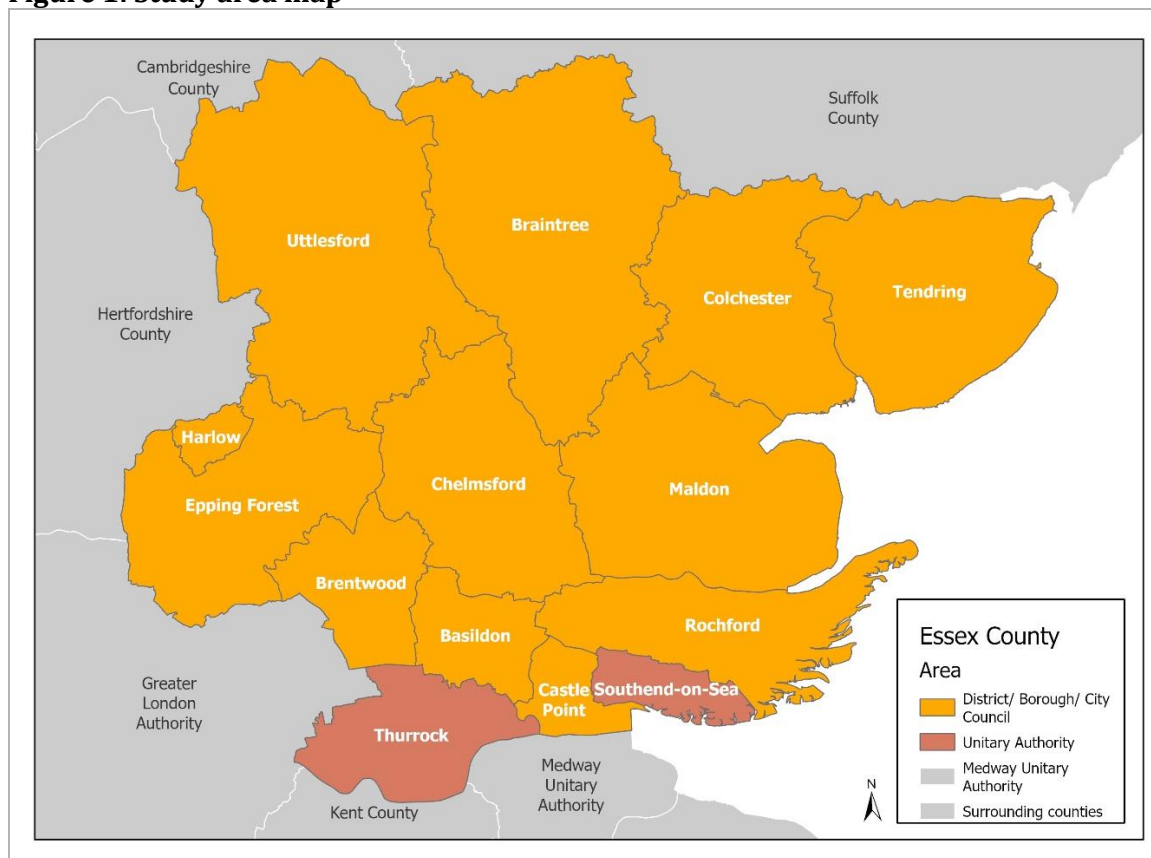 Figure 1: Study area map
Cambridgeshire
County
Suffolk
County
Uttlesford
Braintree
Colchester
Tendring
Hertfordshire
County
Harlow
Epping Forest
Chelmsford
Maldon
Brentwood
Basildon
Rochford
Castle
Point
Southend-on-Sea
Greater
London
Authority
Thurrock
Medway
Unitary
Authority
Kent County
N
Essex County
Area
District/ Borough/ City
Council
Unitary Authority
Medway Unitary
Authority
Surrounding counties